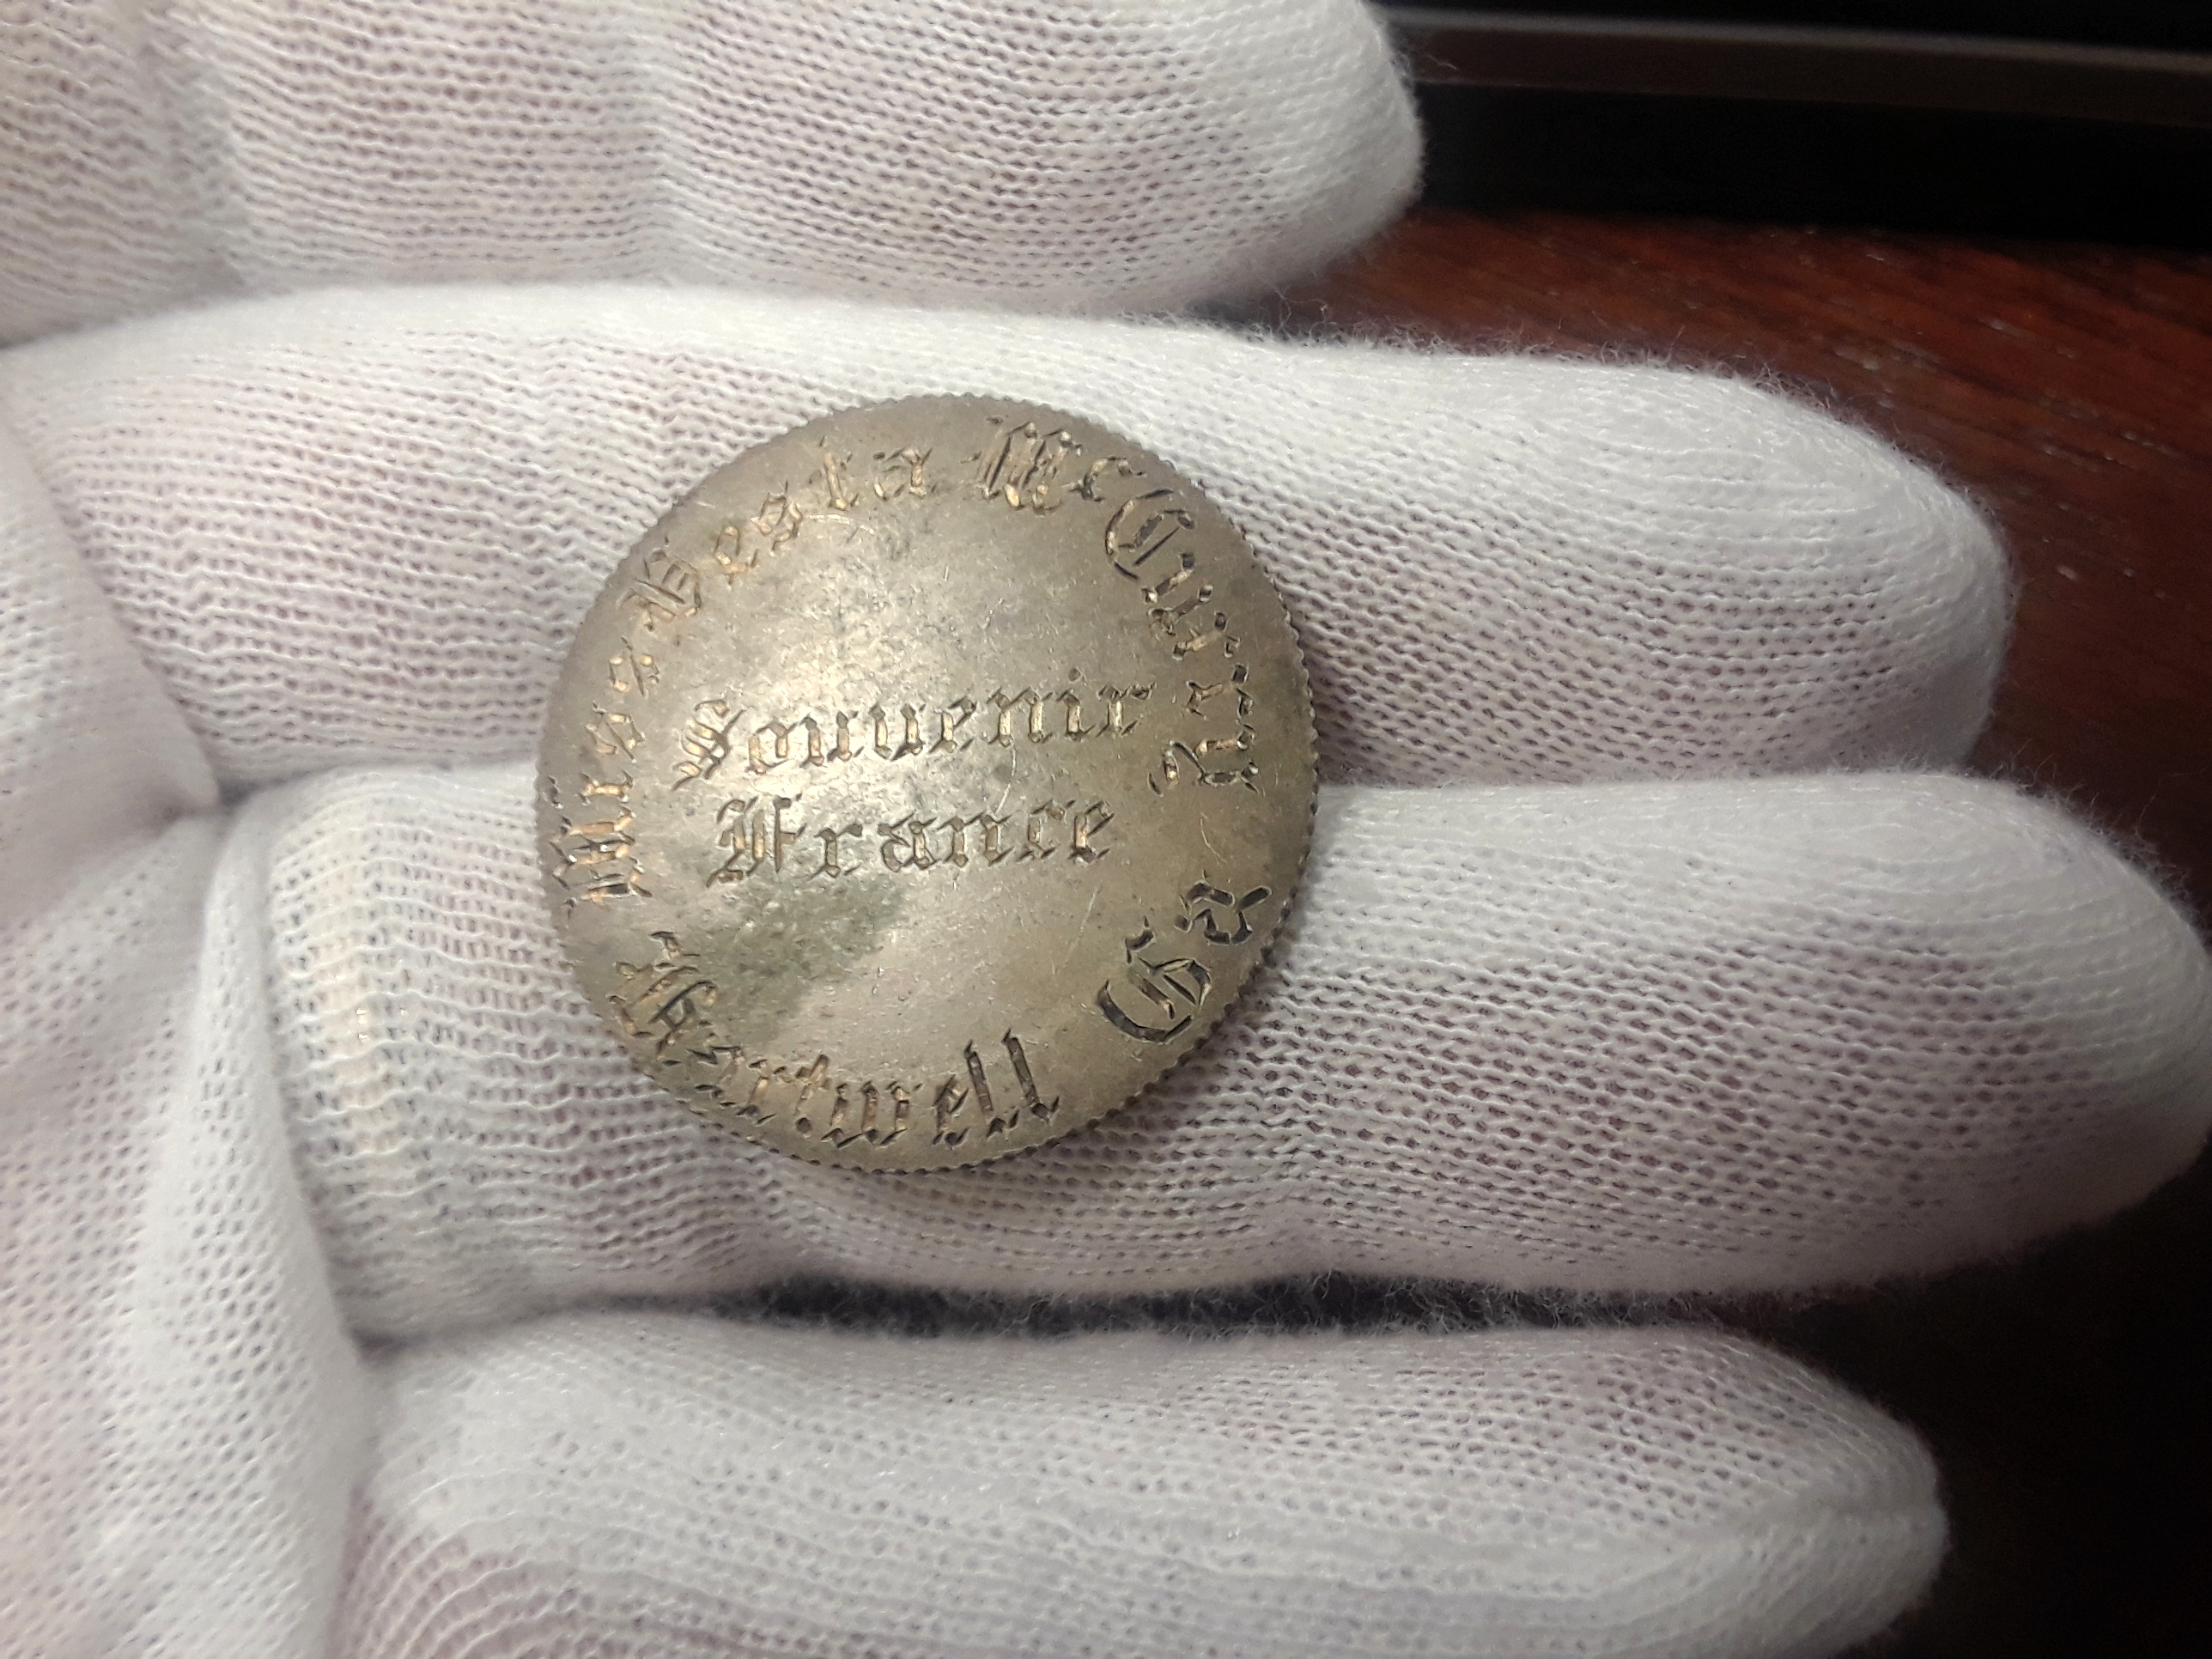 Miss Vesta McCurry
Souvenir
France
Hartwell Ga